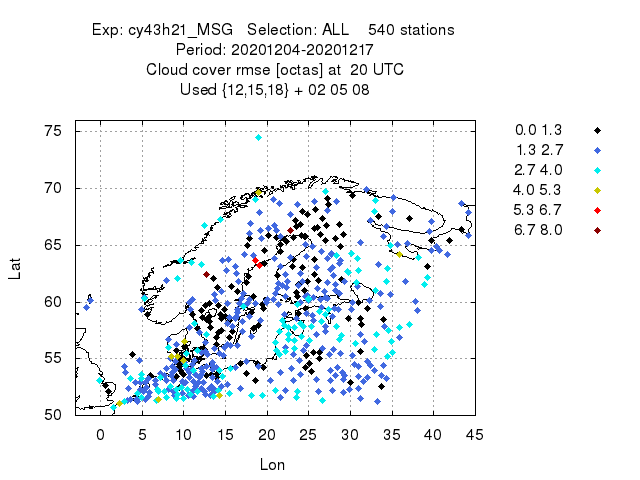 Exp: cy43h21_MSG   Selection: ALL    540 stations
Period: 20201204-20201217
Cloud cover rmse [octas] at  20 UTC
Used {12,15,18} + 02 05 08
75
70
65
60
55
50
Lat
0 5 10 15 20 25 30 35 40 45
Lon
0.0 1.3
1.3 2.7
2.7 4.0
4.0 5.3
5.3 6.7
6.7 8.0